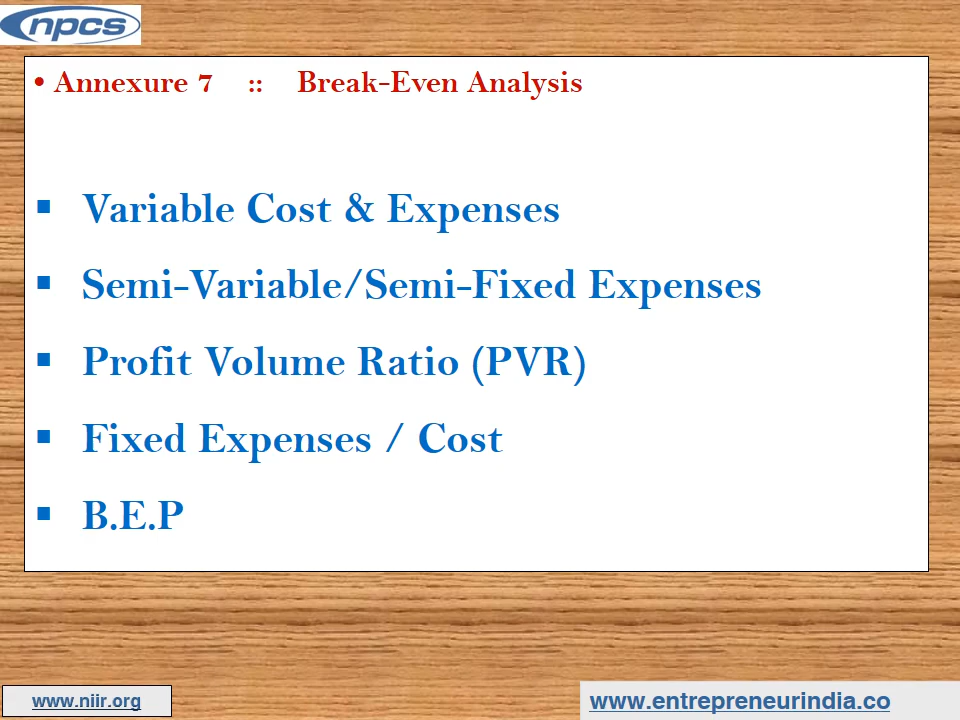 npcs
• Annexure 7 :: Break-Even Analysis
▪ Variable Cost & Expenses
▪ Semi-Variable/Semi-Fixed Expenses
▪ Profit Volume Ratio (PVR)
▪ Fixed Expenses / Cost
▪ B.E.P
www.niir.org
www.entrepreneurindia.co